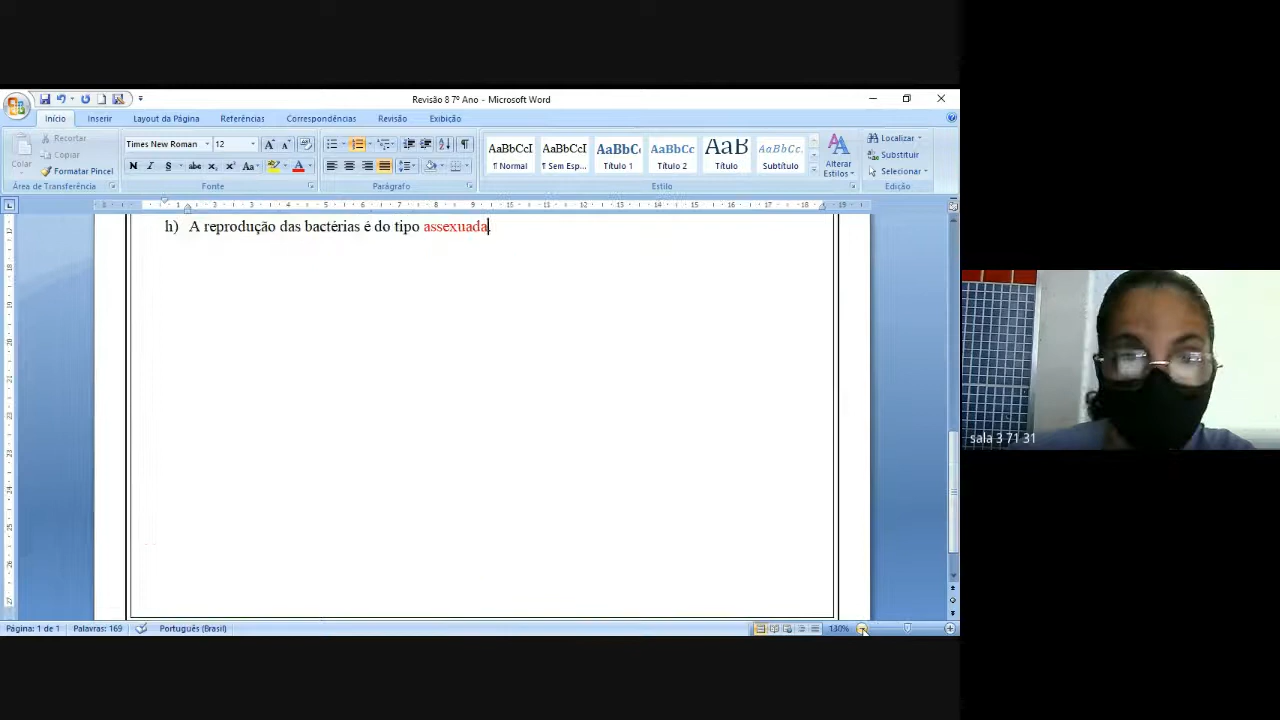 Revisão 8 7º Ano - Microsoft Word
Início Inserir Layout da Página Referências Correspondências Revisão Exibição
Recortar
Copiar
Colar
Formatar Pincel
Área de Transferência
Times New Roman 12
Fonte
Parágrafo
AaBbCcI AaBbCcI AaBbC AaBbCc AaB AaBbCc.
¶ Normal ¶ Sem Esp... Título 1 Título 2 Título Subtítulo
Alterar
Estilos
Estilo
Localizar
Substituir
Selecionar
Edição
h) A reprodução das bactérias é do tipo assexuada.
sala 3 71 31
Página: 1 de 1 Palavras: 169 Português (Brasil) 130%